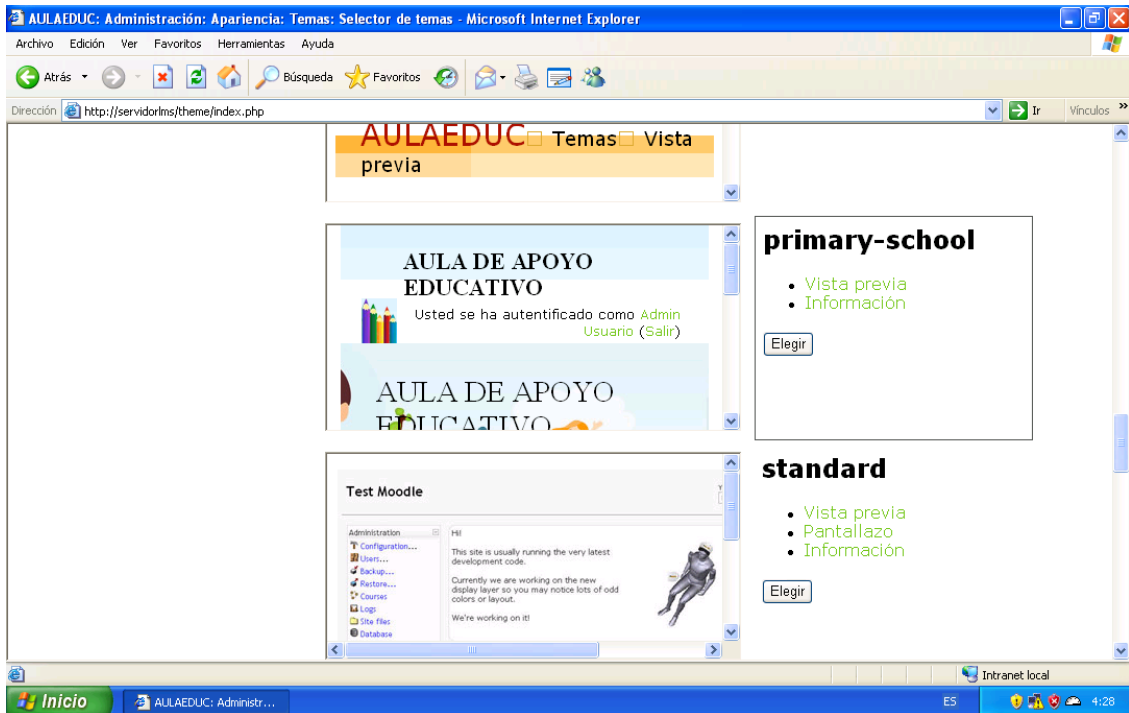 AULAEDUC: Administración: Apariencia: Temas: Selector de temas - Microsoft Internet Explorer
Archivo Edición Ver Favoritos Herramientas Ayuda
Atrás Búsqueda Favoritos
Dirección http://servidorlms/theme/index.php Ir Vínculos »
AULAEDUC Temas Vista
previa
AULA DE APOYO
EDUCATIVO
Usted se ha autentificado como Admin
Usuario (Salir)
AULA DE APOYO
EDUCATIVO
primary-school
• Vista previa
• Información
Elegir
Test Moodle
Administration
Configuration...
Users...
Backup...
Restore...
Courses
Logs
Site files
Database
Hi!
This site is usually running the very latest
development code.
Currently we are working on the new
display layer so you may notice lots of odd
colors or layout.
We're working on it!
standard
• Vista previa
• Pantallazo
• Información
Elegir
Intranet local
Inicio AULAEDUC: Administr... ES 4:28